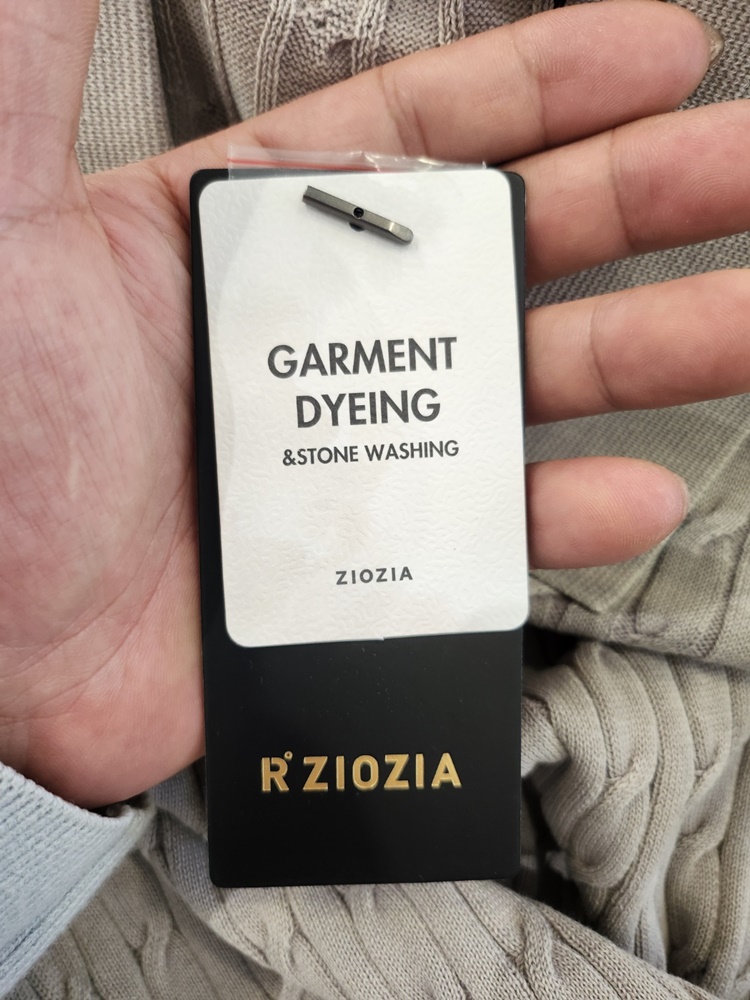 GARMENT
DYEING
&STONE WASHING
ZIOZIA
R° ZIOZIA